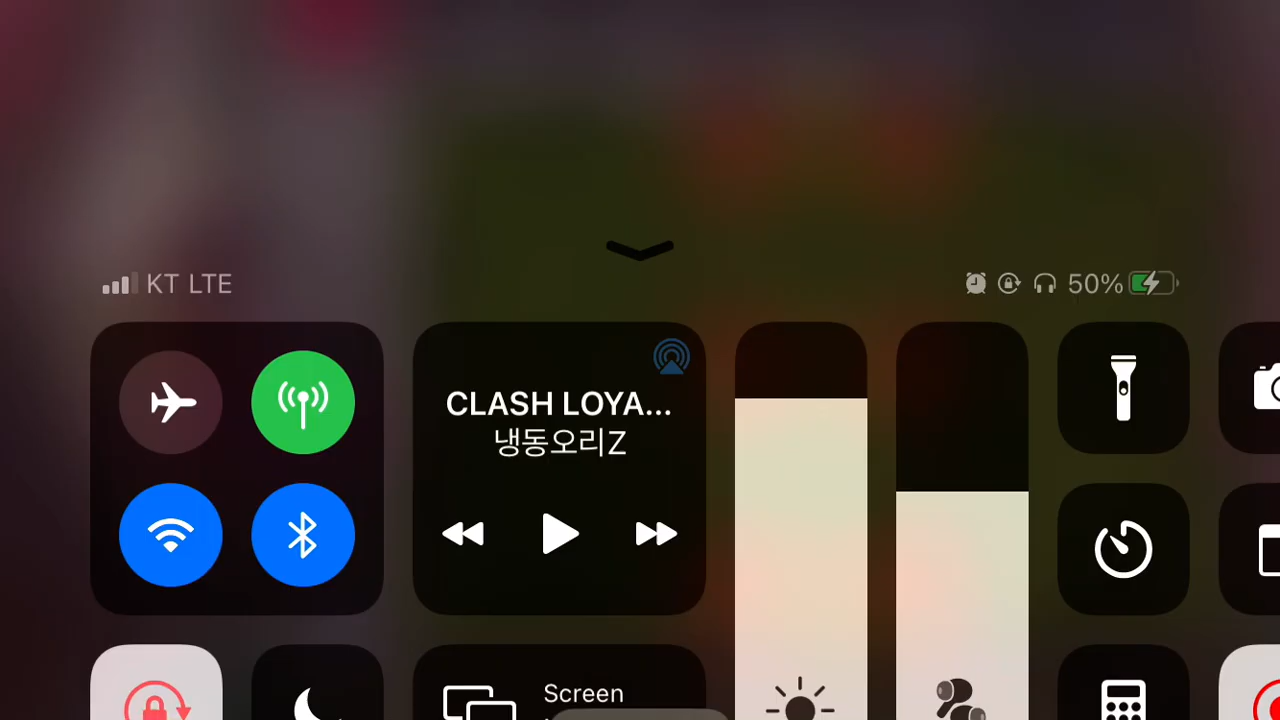 KT LTE
50%
CLASH LOYA...
냉동오리Z
Screen